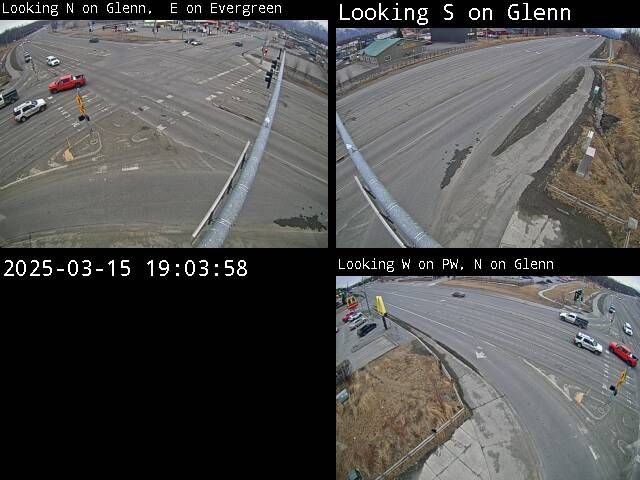 Looking N on Glenn,  E on Evergreen
Looking S on Glenn
2025-03-15 19:03:58
Looking W on PW, N on Glenn